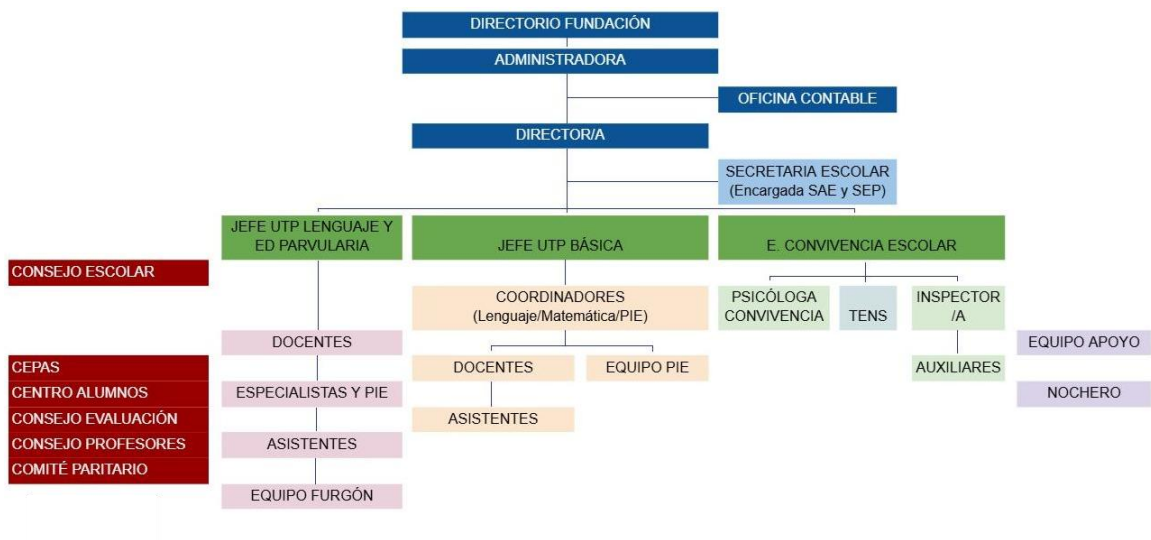 DIRECTORIO FUNDACIÓN
ADMINISTRADORA
OFICINA CONTABLE
DIRECTOR/A
SECRETARIA ESCOLAR
(Encargada SAE y SEP)
JEFE UTP LENGUAJE Y
ED PARVULARIA
JEFE UTP BÁSICA
E. CONVIVENCIA ESCOLAR
CONSEJO ESCOLAR
COORDINADORES
(Lenguaje/Matemática/PIE)
PSICÓLOGA
CONVIVENCIA
TENS
INSPECTOR
/A
DOCENTES
EQUIPO APOYO
CEPAS
DOCENTES
EQUIPO PIE
AUXILIARES
CENTRO ALUMNOS
ESPECIALISTAS Y PIE
NOCHERO
CONSEJO EVALUACIÓN
ASISTENTES
CONSEJO PROFESORES
ASISTENTES
COMITÉ PARITARIO
EQUIPO FURGÓN